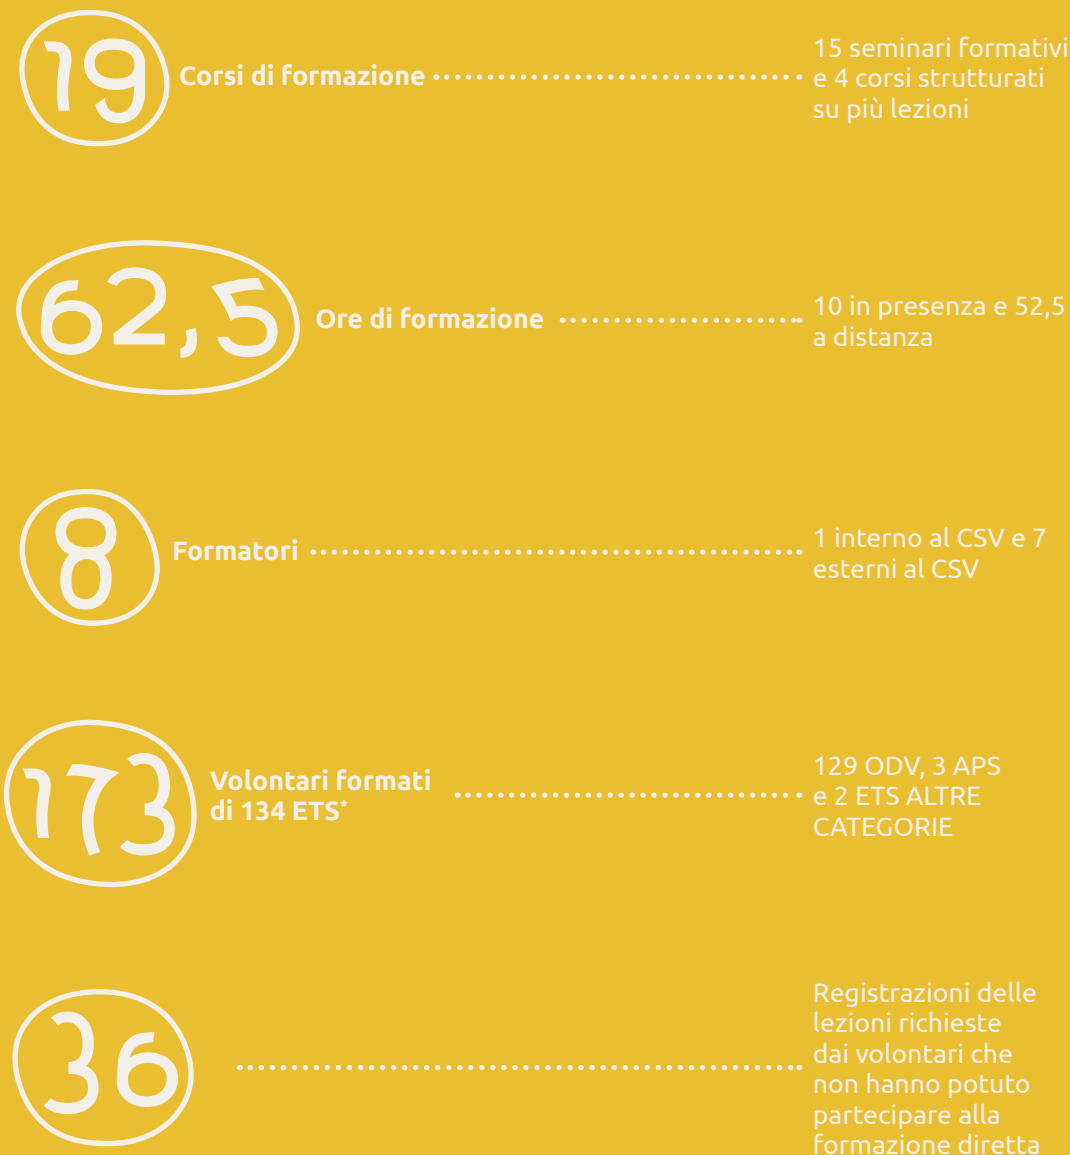 19
Corsi di formazione
15 seminari formativi
e 4 corsi strutturati
su più lezioni
62,5
Ore di formazione
10 in presenza e 52,5
a distanza
8
Formatori
1 interno al CSV e 7
esterni al CSV
173
Volontari formati
di 134 ETS*
129 ODV, 3 APS
e 2 ETS ALTRE
CATEGORIE
36
Registrazioni delle
lezioni richieste
dai volontari che
non hanno potuto
partecipare alla
formazione diretta